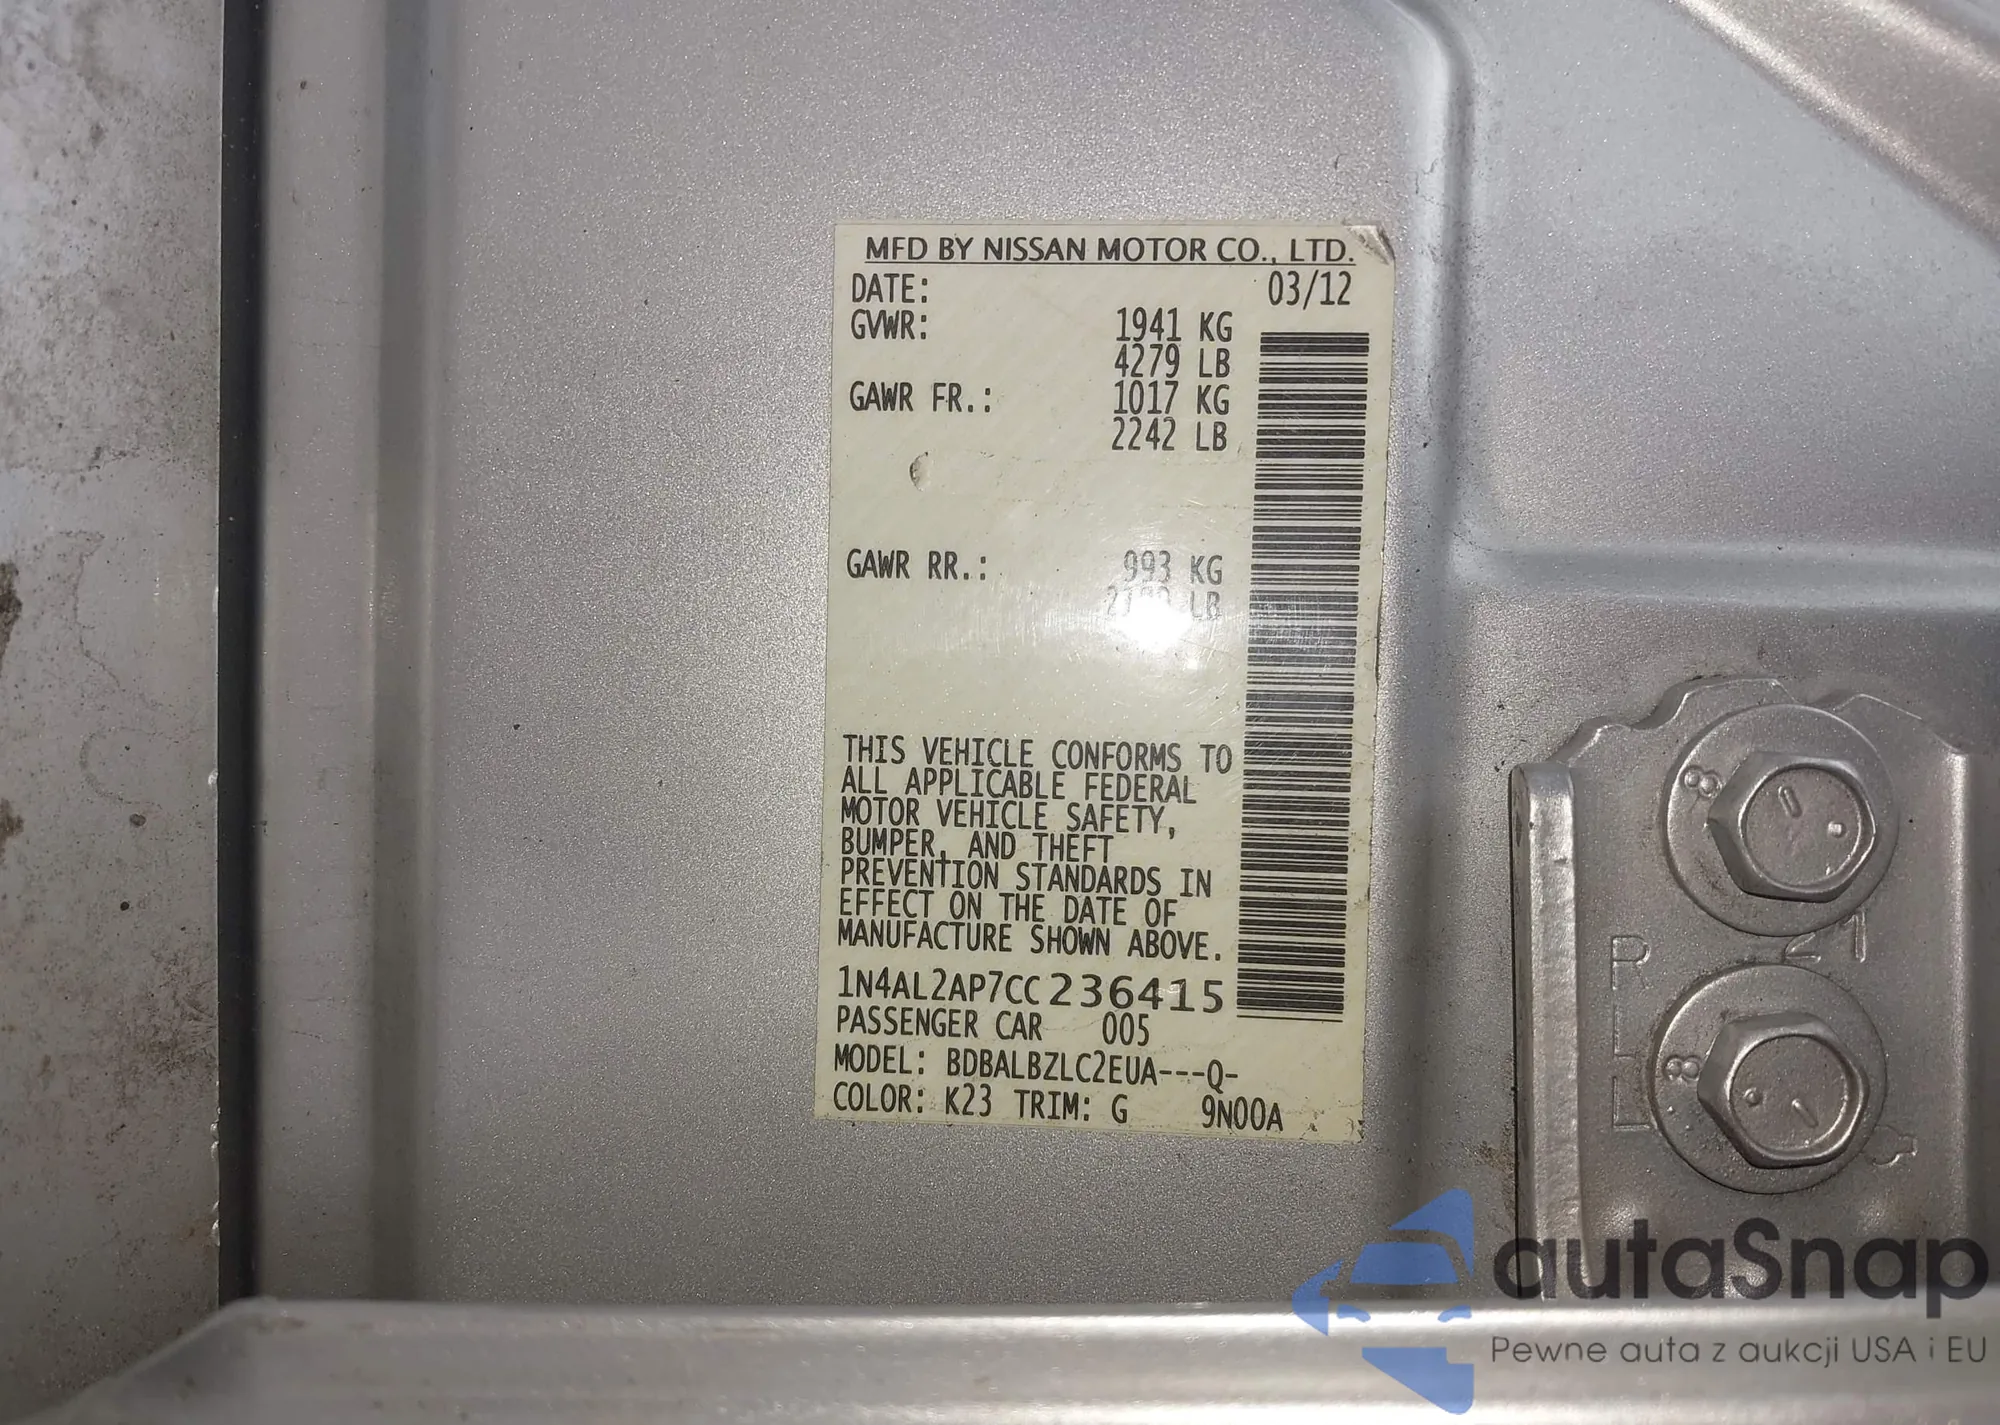 MFD BY NISSAN MOTOR CO., LTD.
DATE: 03/12
GVWR: 1941 KG
4279 LB
GAWR FR.: 1017 KG
2242 LB
GAWR RR.: 993 KG
LB
THIS VEHICLE CONFORMS TO
ALL APPLICABLE FEDERAL
MOTOR VEHICLE SAFETY,
BUMPER, AND THEFT
PREVENTION STANDARDS IN
EFFECT ON THE DATE OF
MANUFACTURE SHOWN ABOVE.
1N4AL2AP7CC236415
PASSENGER CAR 005
MODEL: BDBALBZLC2EUA---Q-
COLOR: K23 TRIM: G 9N00A
8
21
R
L
L
8
autaSnap
Pewne auta z aukcji USA i EU